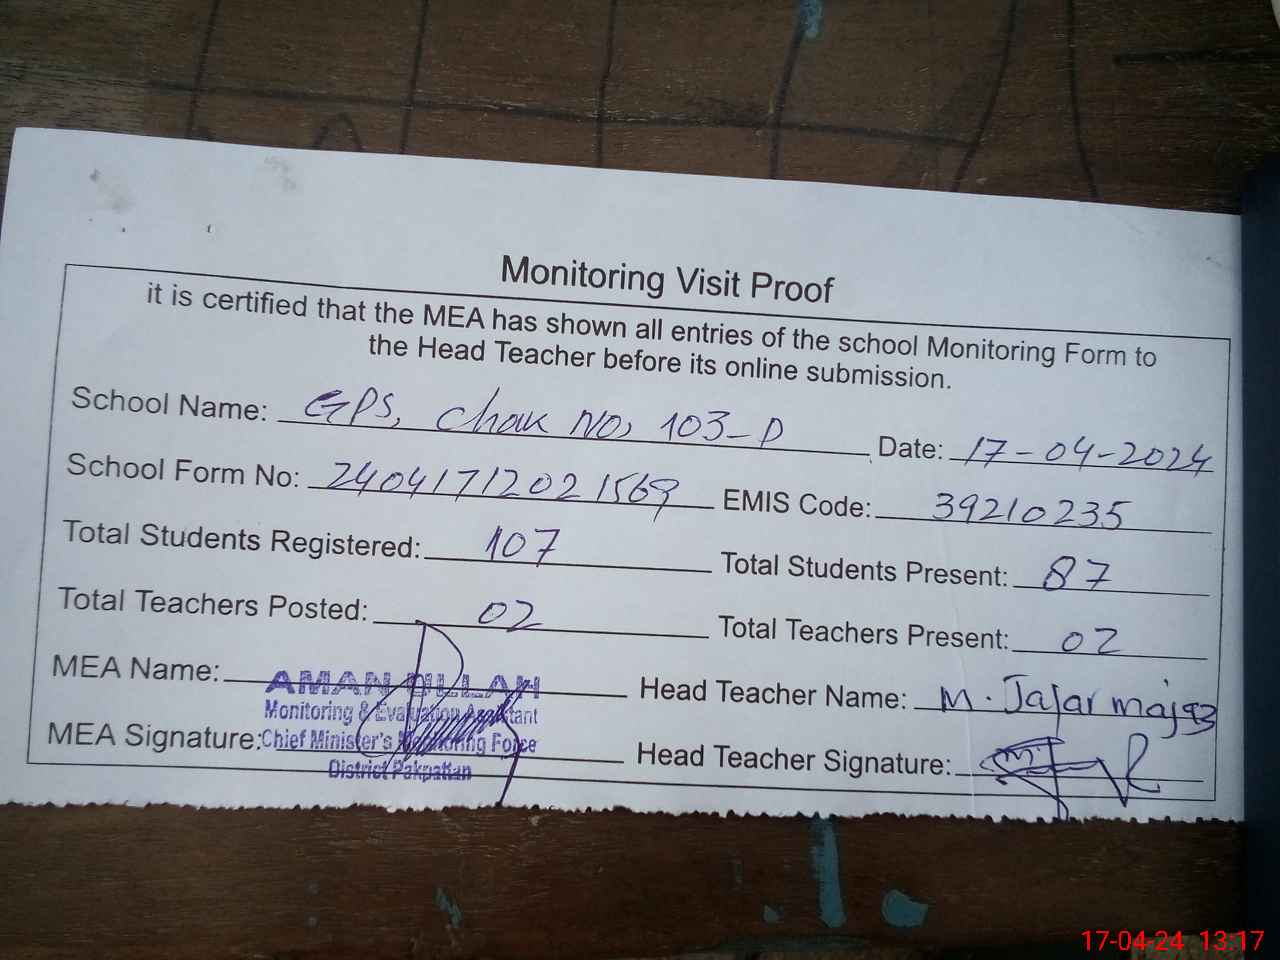 Monitoring Visit Proof
it is certified that the MEA has shown all entries of the school Monitoring Form to
the Head Teacher before its online submission.
School Name: GPS, Chak No, 103-D Date: 17-04-2024
School Form No: 24041712021569 EMIS Code: 39210235
Total Students Registered: 107 Total Students Present: 87
Total Teachers Posted: 02 Total Teachers Present: 02
MEA Name: AMAN ULLAH Head Teacher Name: M. Jafar
Monitoring & Evaluation Assistant
MEA Signature: Chief Minister's Monitoring Force Head Teacher Signature:
District Pakpattan
17-04-24 13:17